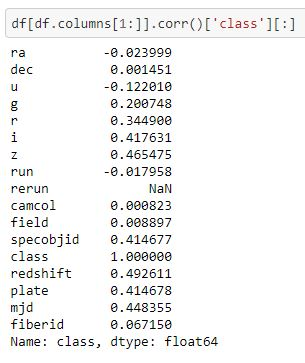 df[df.columns[1:]].corr()['class'][:]
ra -0.023999
dec 0.001451
u -0.122010
g 0.200748
r 0.344900
i 0.417631
z 0.465475
run -0.017958
rerun NaN
camcol 0.000823
field 0.008897
specobjid 0.414677
class 1.000000
redshift 0.492611
plate 0.414678
mjd 0.448355
fiberid 0.067150
Name: class, dtype: float64